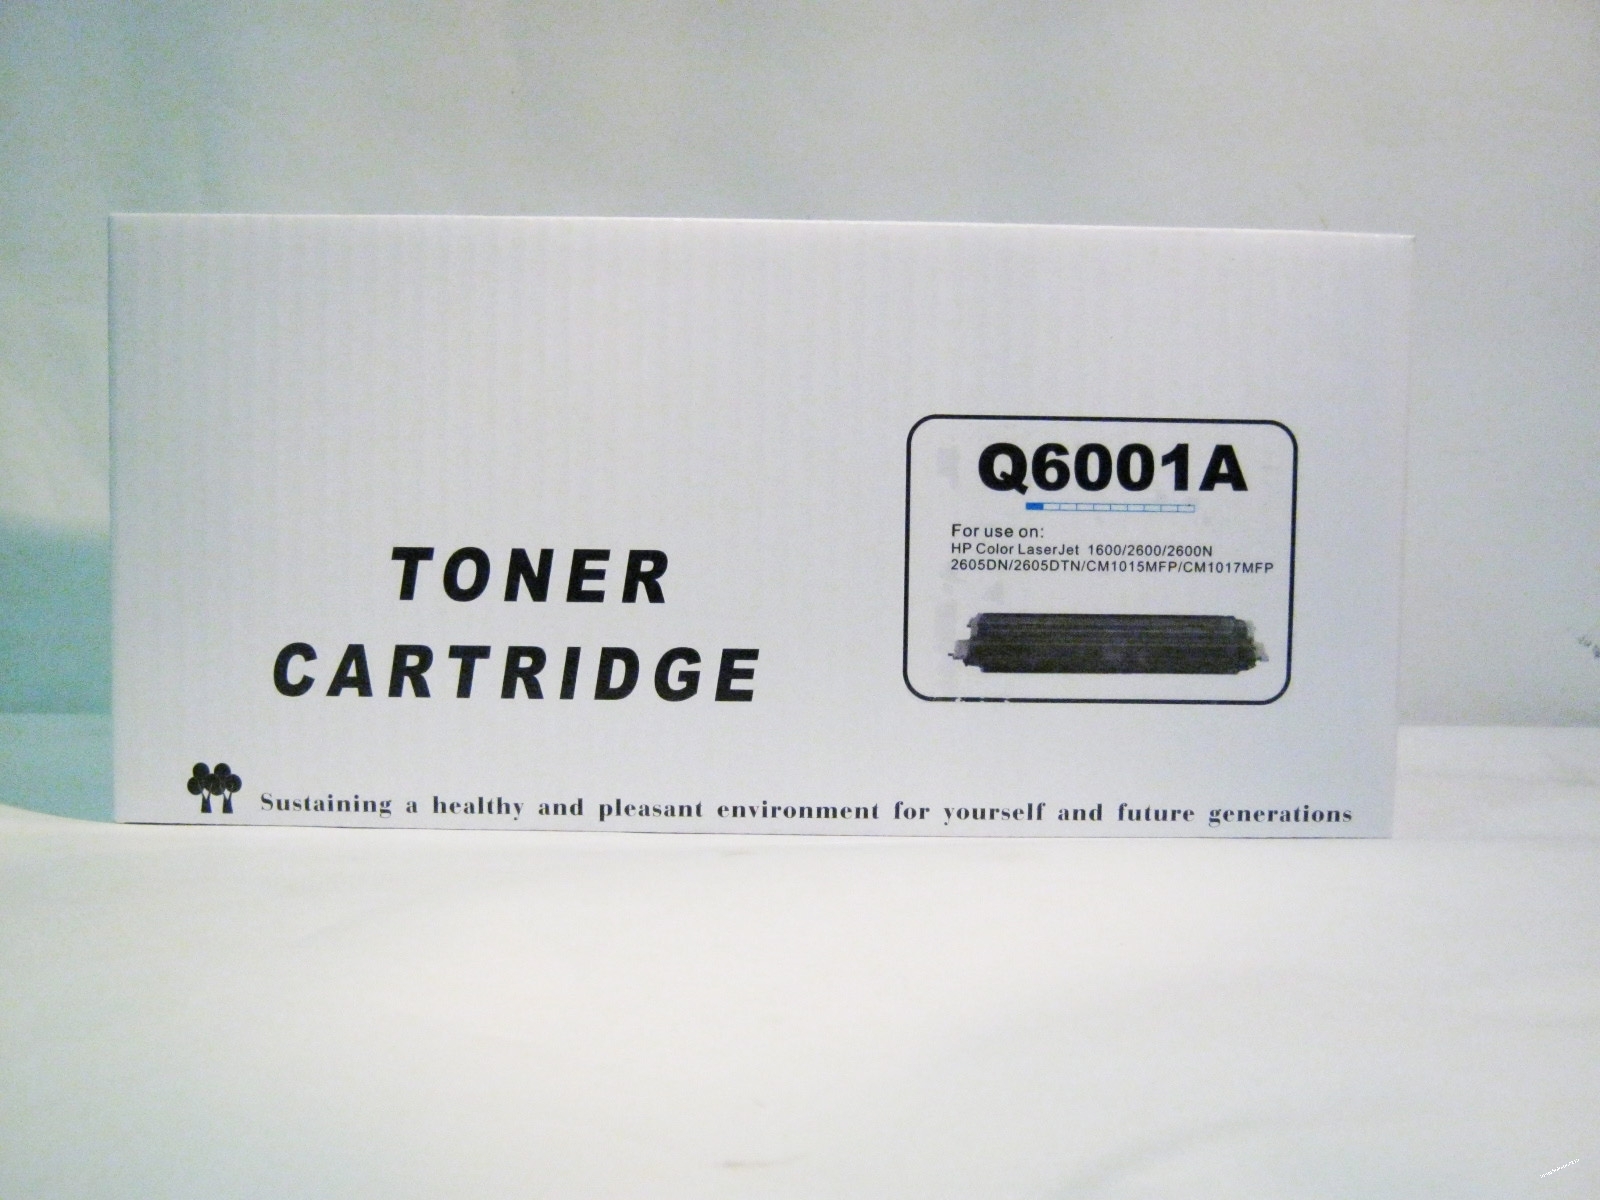 Q6001A
For use on:
HP Color LaserJet 1600/2600/2600N
2605DN/2605DTN/CM1015MFP/CM1017MFP
TONER
CARTRIDGE
Sustaining a healthy and pleasant environment for yourself and future generations